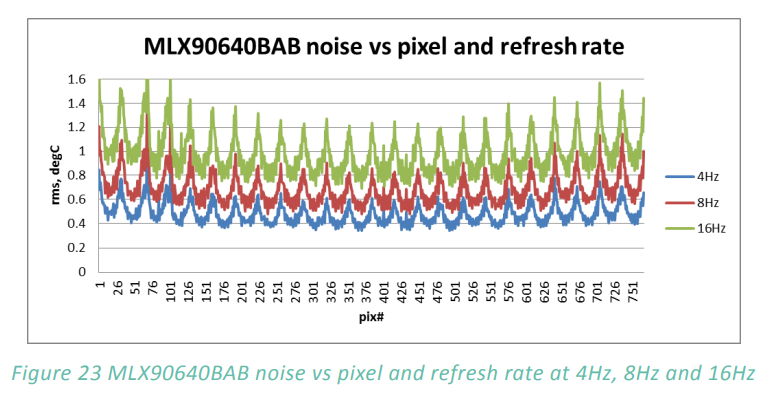 MLX90640BAB noise vs pixel and refresh rate
1.6
1.4
1.2
1
0.8
0.6
0.4
0.2
0
rms, degC
4Hz
8Hz
16Hz
1 26 51 76 101 126 151 176 201 226 251 276 301 326 351 376 401 426 451 476 501 526 551 576 601 626 651 676 701 726 751
pix#
Figure 23 MLX90640BAB noise vs pixel and refresh rate at 4Hz, 8Hz and 16Hz